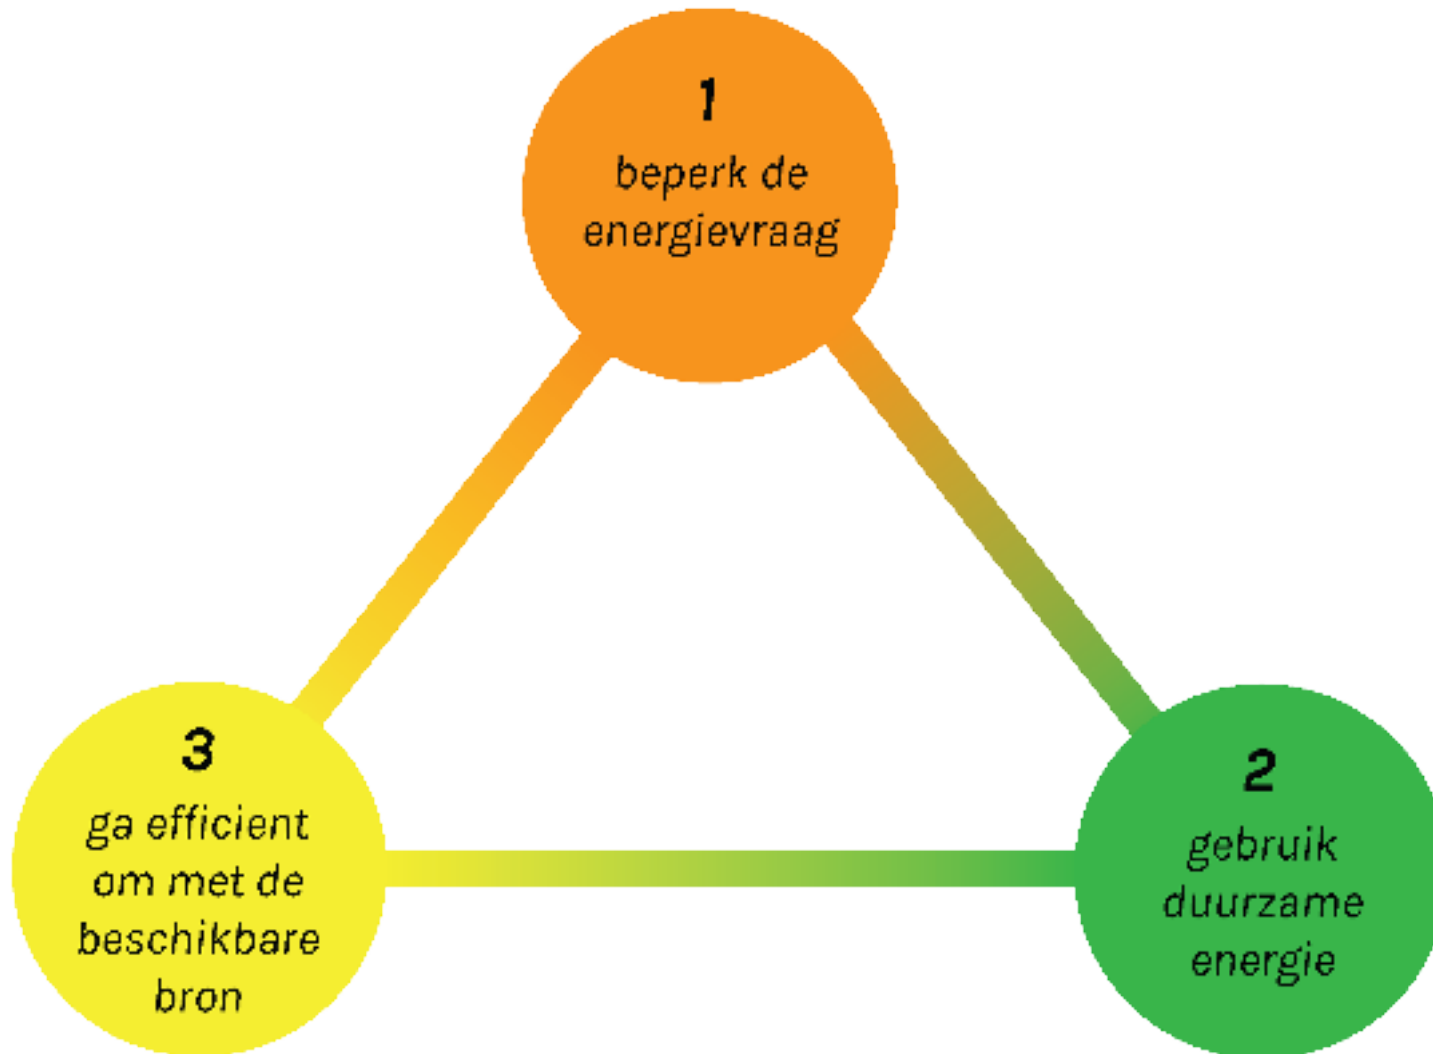 1
beperk de
energievraag
3
ga efficient
om met de
beschikbare
bron
2
gebruik
duurzame
energie